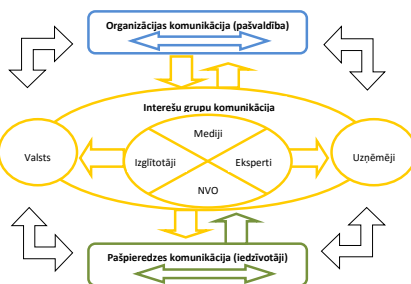 Organizācijas komunikācija (pašvaldība)
Interešu grupu komunikācija
Mediji
Valsts
Izglītotāji
Eksperti
Uzņēmēji
NVO
Pašpieredzes komunikācija (iedzīvotāji)